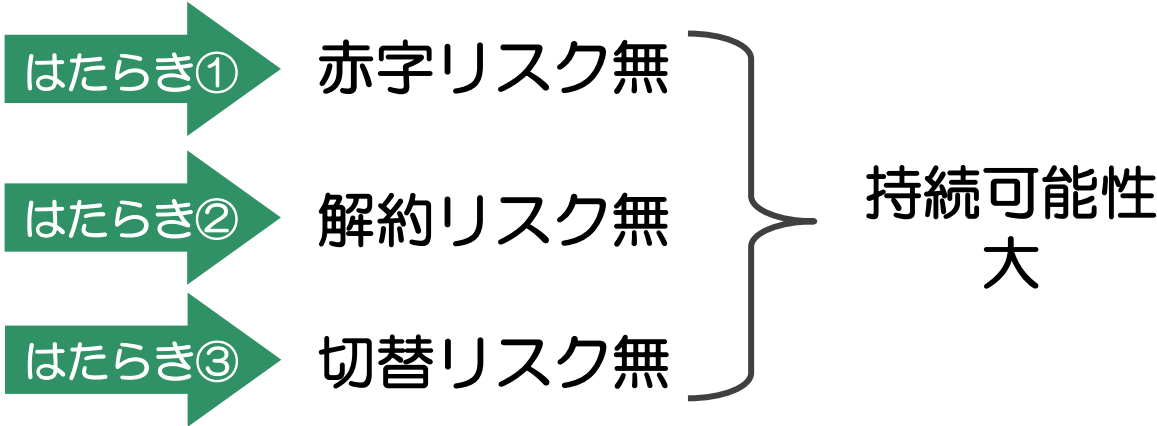 はたらき①
赤字リスク無
はたらき②
解約リスク無
はたらき③
切替リスク無
持続可能性
大